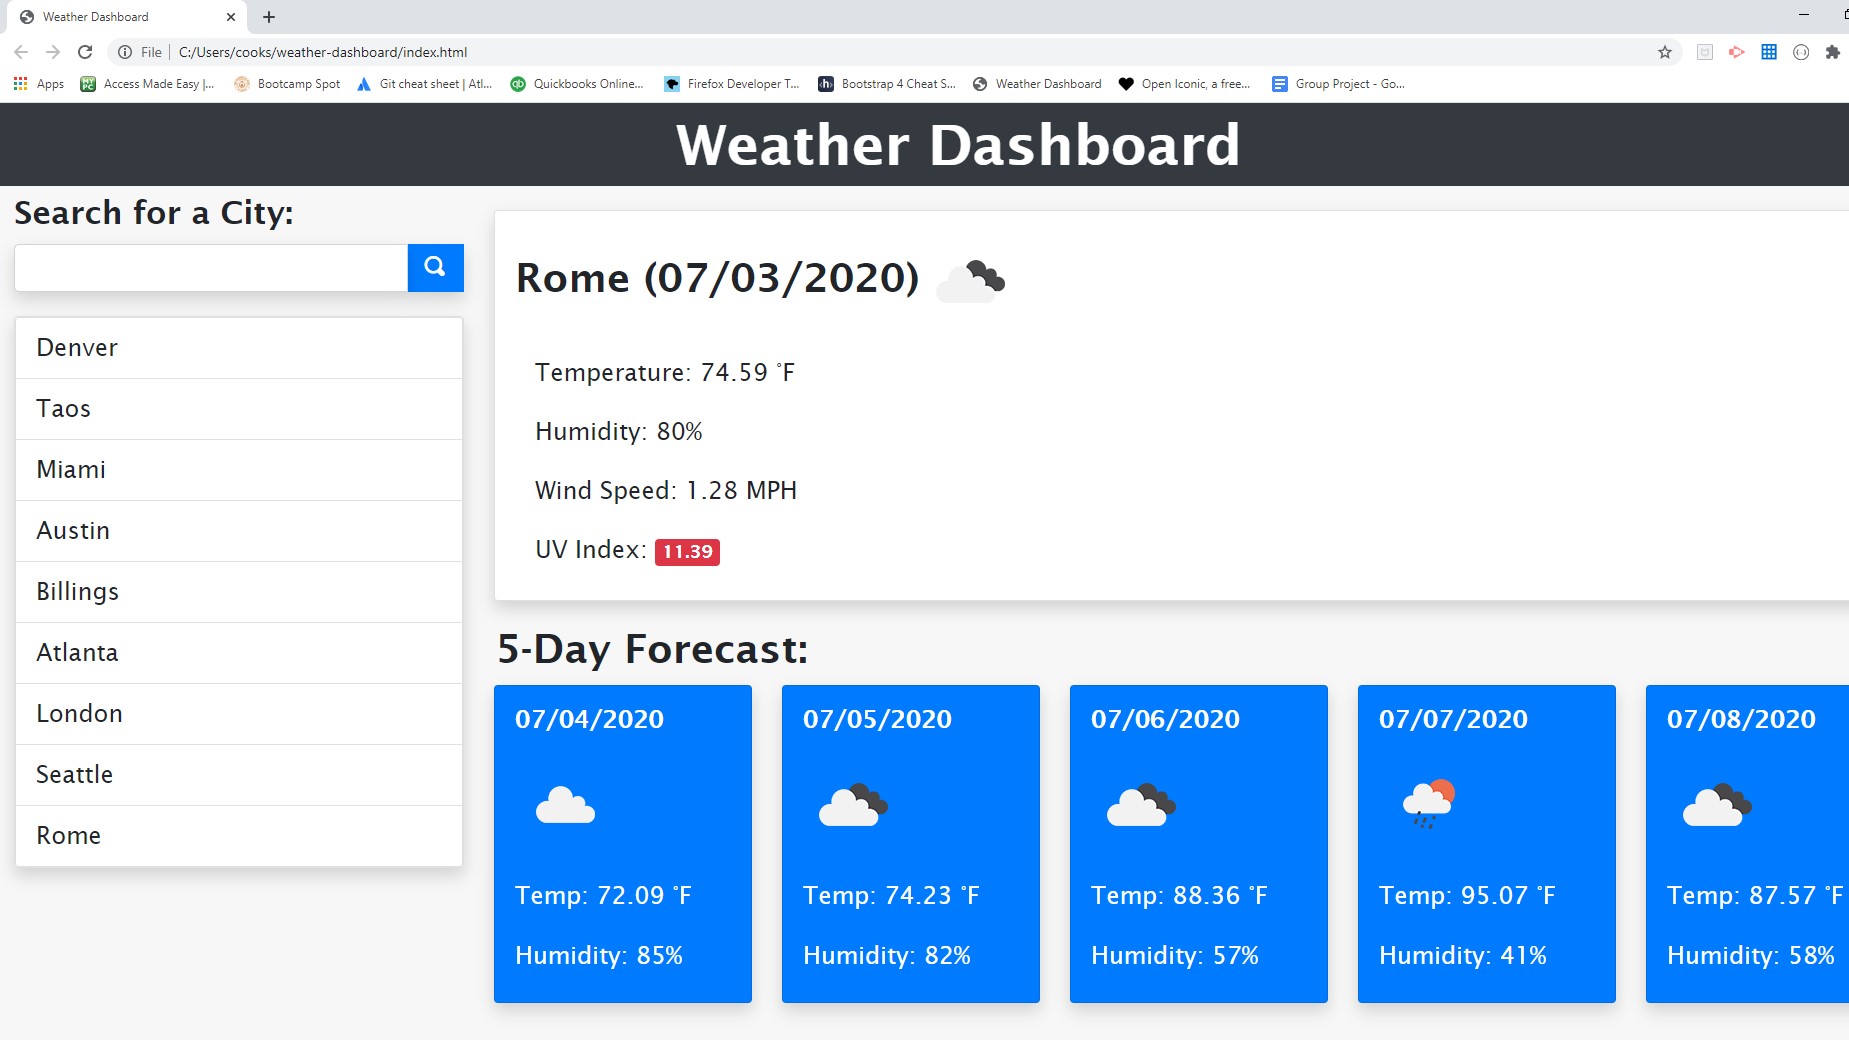 Weather Dashboard
File
C:/Users/cooks/weather-dashboard/index.html
Apps
Access Made Easy |...
Bootcamp Spot
Git cheat sheet | Atl...
Quickbooks Online...
Firefox Developer T...
Bootstrap 4 Cheat S...
Weather Dashboard
Open Iconic, a free...
Group Project - Go...
Weather Dashboard
Search for a City:
Denver
Taos
Miami
Austin
Billings
Atlanta
London
Seattle
Rome
Rome (07/03/2020)
Temperature: 74.59 °F
Humidity: 80%
Wind Speed: 1.28 MPH
UV Index: 11.39
5-Day Forecast:
07/04/2020
Temp: 72.09 °F
Humidity: 85%
07/05/2020
Temp: 74.23 °F
Humidity: 82%
07/06/2020
Temp: 88.36 °F
Humidity: 57%
07/07/2020
Temp: 95.07 °F
Humidity: 41%
07/08/2020
Temp: 87.57 °F
Humidity: 58%